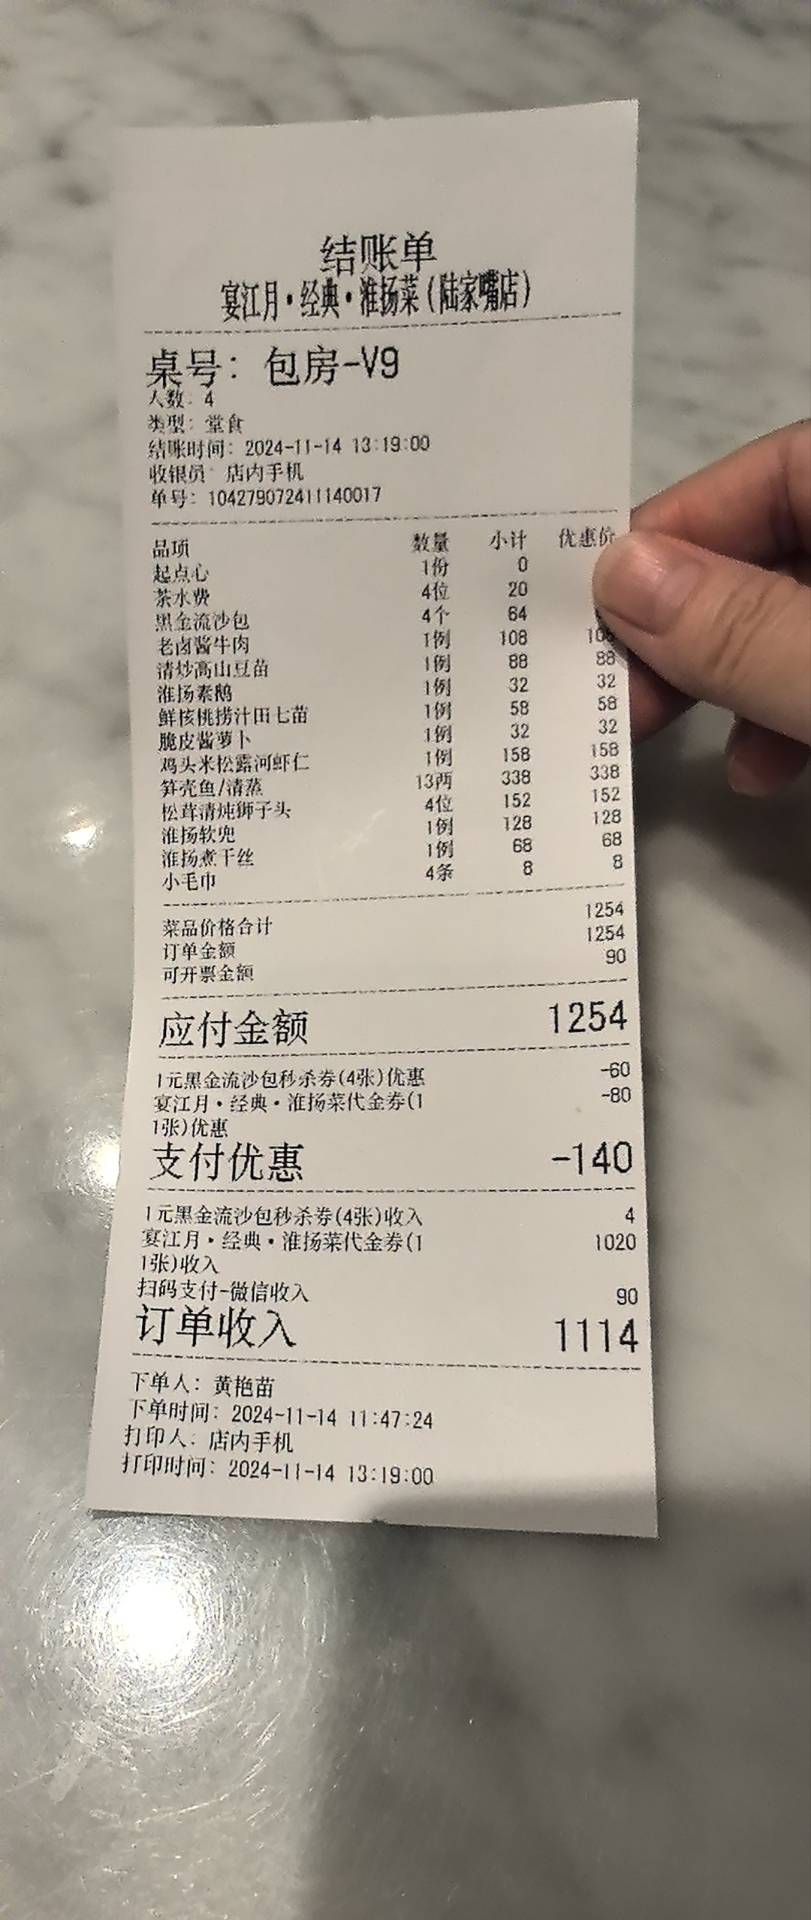 结账单
宴江月·经典·淮扬菜(陆家嘴店)
桌号: 包房-V9
人数: 4
类型: 堂食
结账时间: 2024-11-14 13:19:00
收银员: 店内手机
单号: 104279072411140017
品项 数量 小计 优惠价
起点心 1份 0
茶水费 4位 20
黑金流沙包 4个 64
老卤酱牛肉 1例 108 108
清炒高山豆苗 1例 88 88
淮扬素鹅 1例 32 32
鲜核桃捞汁田七苗 1例 58 58
脆皮酱萝卜 1例 32 32
鸡头米松露河虾仁 1例 158 158
笋壳鱼/清蒸 13两 338 338
松茸清炖狮子头 4位 152 152
淮扬软兜 1例 128 128
淮扬煮干丝 1例 68 68
小毛巾 4条 8 8
菜品价格合计 1254
订单金额 1254
可开票金额 90
应付金额 1254
1元黑金流沙包秒杀券(4张)优惠 -60
宴江月·经典·淮扬菜代金券(1 -80
1张)优惠
支付优惠 -140
1元黑金流沙包秒杀券(4张)收入 4
宴江月·经典·淮扬菜代金券(1 1020
1张)收入
扫码支付-微信收入 90
订单收入 1114
下单人: 黄艳苗
下单时间: 2024-11-14 11:47:24
打印人: 店内手机
打印时间: 2024-11-14 13:19:00